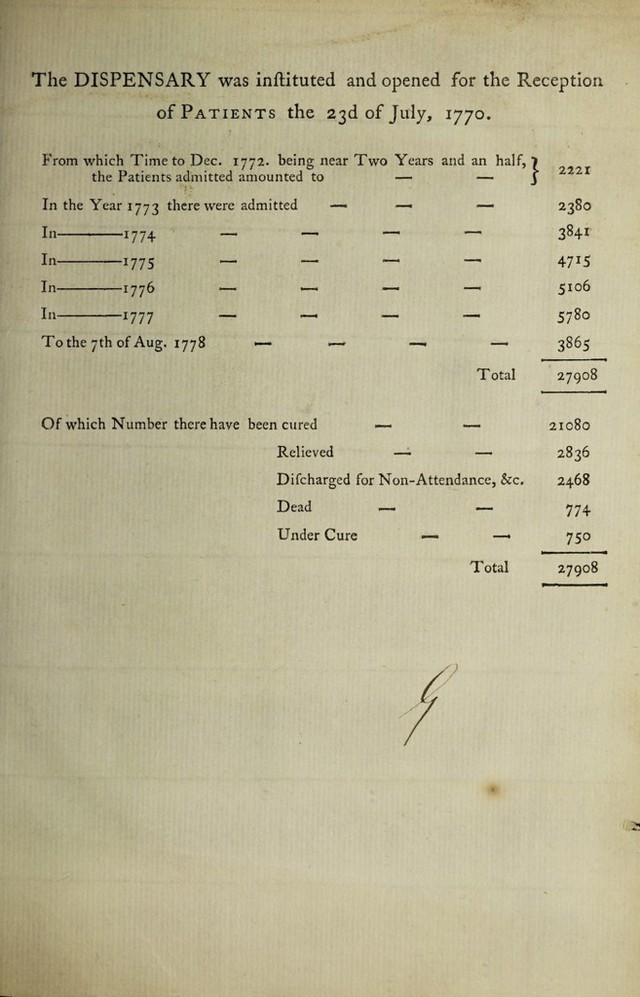 The DISPENSARY was inſtituted and opened for the Reception
of PATIENTS the 23d of July, 1770.
From which Time to Dec. 1772. being near Two Years and an half, }
the Patients admitted amounted to — — 2221
In the Year 1773 there were admitted — — — 2380
In———1774 — — — — 3841
In———1775 — — — — 4715
In———1776 — — — — 5106
In———1777 — — — — 5780
To the 7th of Aug. 1778 — — — — 3865
Total 27908
Of which Number there have been cured — — 21080
Relieved — — 2836
Diſcharged for Non-Attendance, &c. 2468
Dead — — 774
Under Cure — — 750
Total 27908